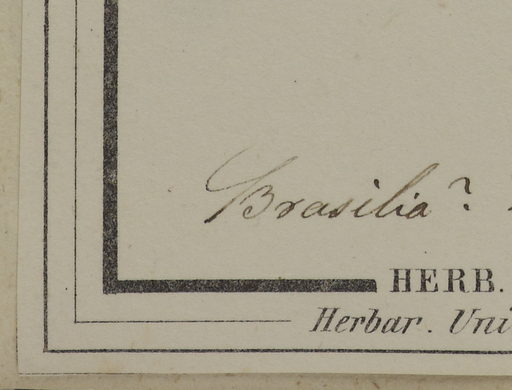 Brasilia?
HERB.
Herbar. Uni